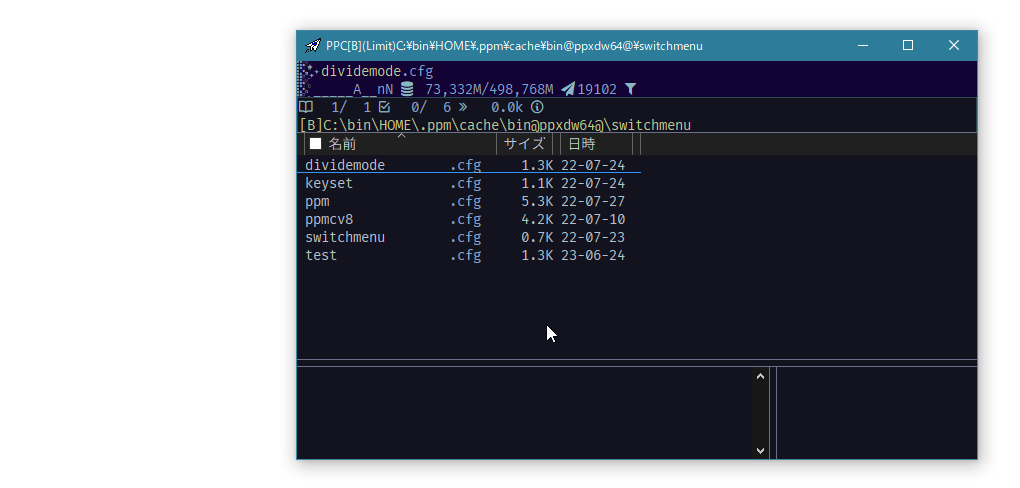 PPC[B](Limit)C:¥bin¥HOME¥.ppm¥cache¥bin@ppxdw64@¥switchmenu
dividemode.cfg
_____A__nN 73,332M/498,768M 19102
1/ 1 0/ 6 » 0.0k
[B]C:\bin\HOME\.ppm\cache\bin@ppxdw64@\switchmenu
名前 サイズ 日時
dividemode .cfg 1.3K 22-07-24
keyset .cfg 1.1K 22-07-24
ppm .cfg 5.3K 22-07-27
ppmcv8 .cfg 4.2K 22-07-10
switchmenu .cfg 0.7K 22-07-23
test .cfg 1.3K 23-06-24